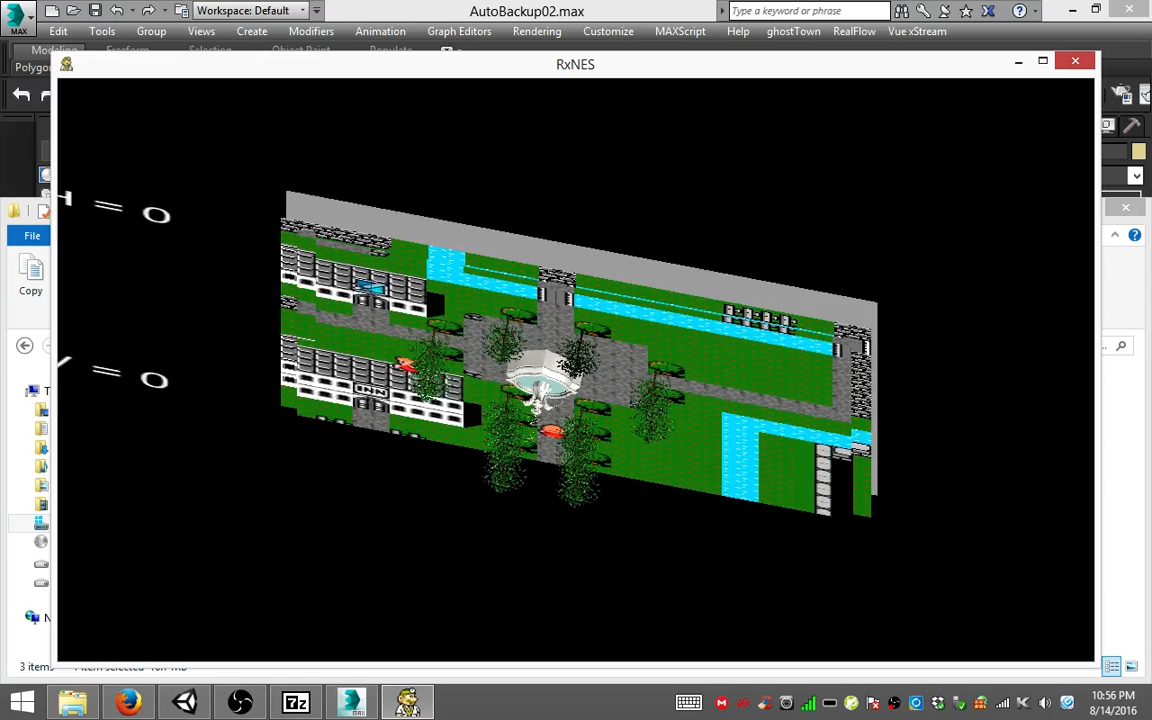 Workspace: Default
AutoBackup02.max
Type a keyword or phrase
MAX
Edit Tools Group Views Create Modifiers Animation Graph Editors Rendering Customize MAXScript Help ghostTown RealFlow Vue xStream
RxNES
File
Copy
= 0
= 0
INN
3 items
10:56 PM
8/14/2016